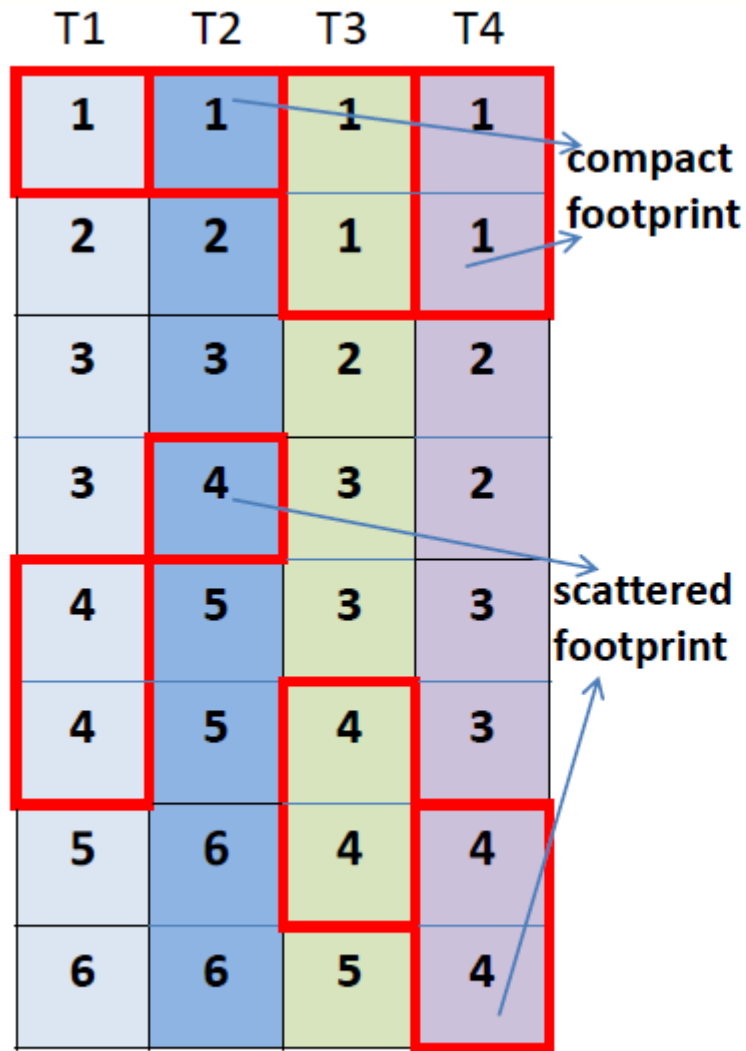 T1 T2 T3 T4
1 1 1 1
compact
footprint
2 2 1 1
3 3 2 2
3 4 3 2
4 5 3 3
scattered
footprint
4 5 4 3
5 6 4 4
6 6 5 4